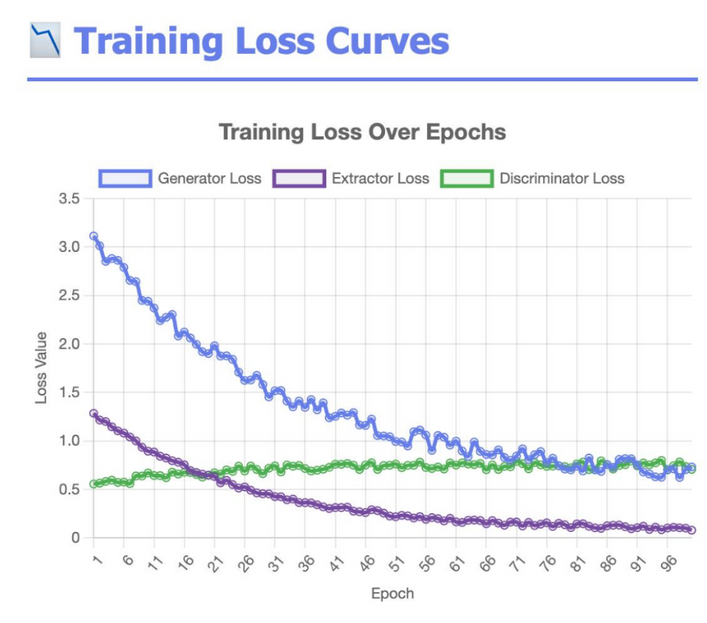 Training Loss Curves
Training Loss Over Epochs
Generator Loss Extractor Loss Discriminator Loss
3.5
3.0
2.5
2.0
1.5
1.0
0.5
0
Loss Value
1 6 11 16 21 26 31 36 41 46 51 56 61 66 71 76 81 86 91 96
Epoch